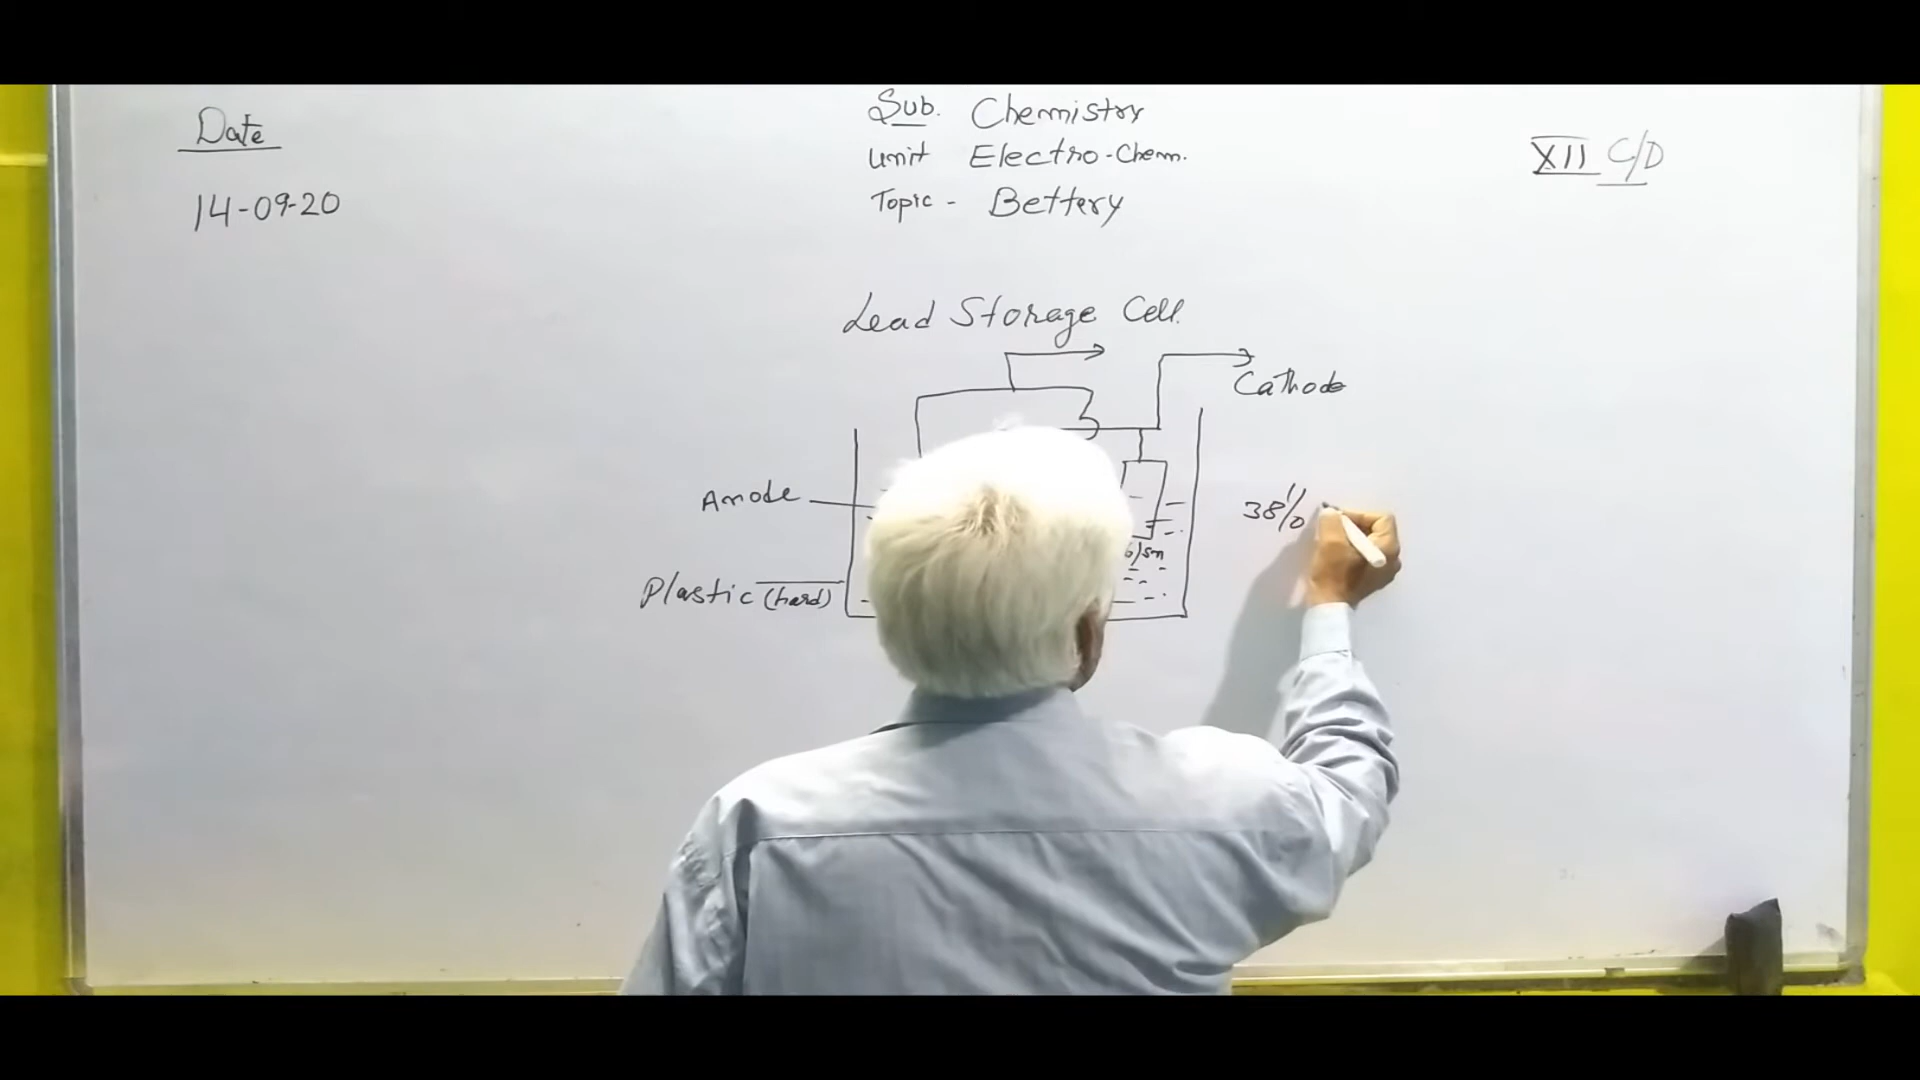 Date
14-09-20
Sub. Chemistry
Unit Electro-Chem.
Topic - Bettery
XII C/D
Lead Storage Cell.
Cathode
Anode
38%
Plastic (hard)